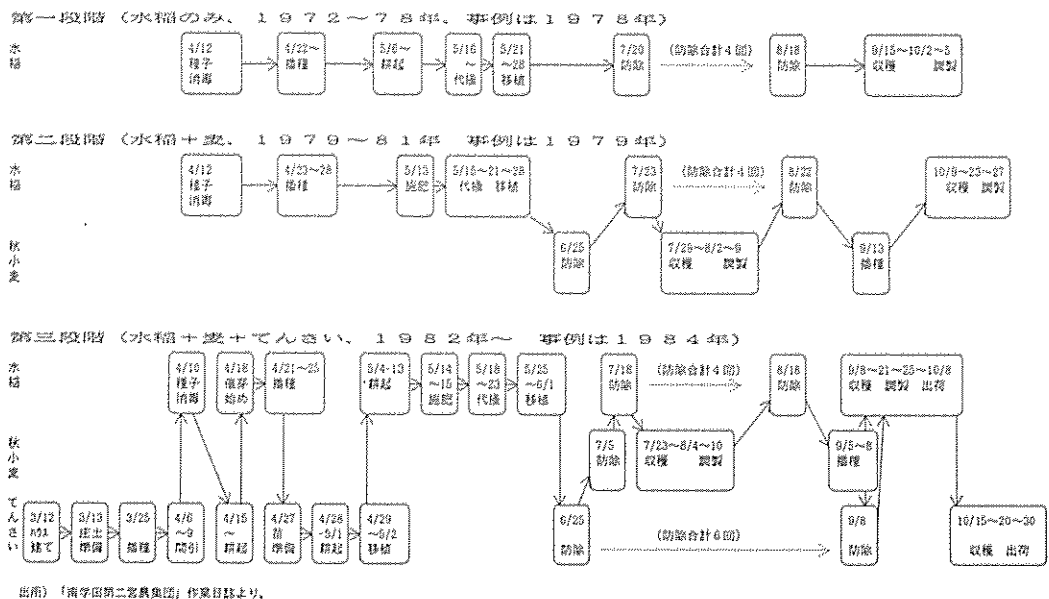 第一段階（水稲のみ、１９７２～７８年、事例は１９７８年）
水稲
4/12 種子消毒
4/22～ 播種
5/6～ 耕起
5/16～ 代掻
5/21～28 移植
7/20 防除
（防除合計４回）
8/18 防除
9/15～10/2～5 収穫 調製
第二段階（水稲＋麦、１９７９～８１年 事例は１９７９年）
水稲
4/12 種子消毒
4/23～28 播種
5/13 施肥
5/15～21～28 代掻 移植
7/23 防除
（防除合計４回）
8/22 防除
10/9～23～27 収穫 調製
秋小麦
6/25 防除
7/25～8/2～9 収穫 調製
9/13 播種
第三段階（水稲＋麦＋てんさい、１９８２年～ 事例は１９８４年）
水稲
4/10 種子消毒
4/18 催芽始め
4/21～25 播種
5/4-13 耕起
5/14～15 施肥
5/18～23 代掻
5/25～6/1 移植
7/18 防除
（防除合計４回）
8/18 防除
9/8～21～25～10/8 収穫 調製 出荷
秋小麦
7/5 防除
7/23～8/4～10 収穫 調製
9/5～8 播種
てんさい
3/12 ﾊｳｽ建て
3/13 床出準備
3/25 播種
4/6～9 間引
4/15～ 耕起
4/27 苗準備
4/28～5/1 耕起
4/29～5/2 移植
6/25 防除
（防除合計６回）
9/8 防除
10/15～20～30 収穫 出荷
出所）「南学田第二営農集団」作業日誌より。